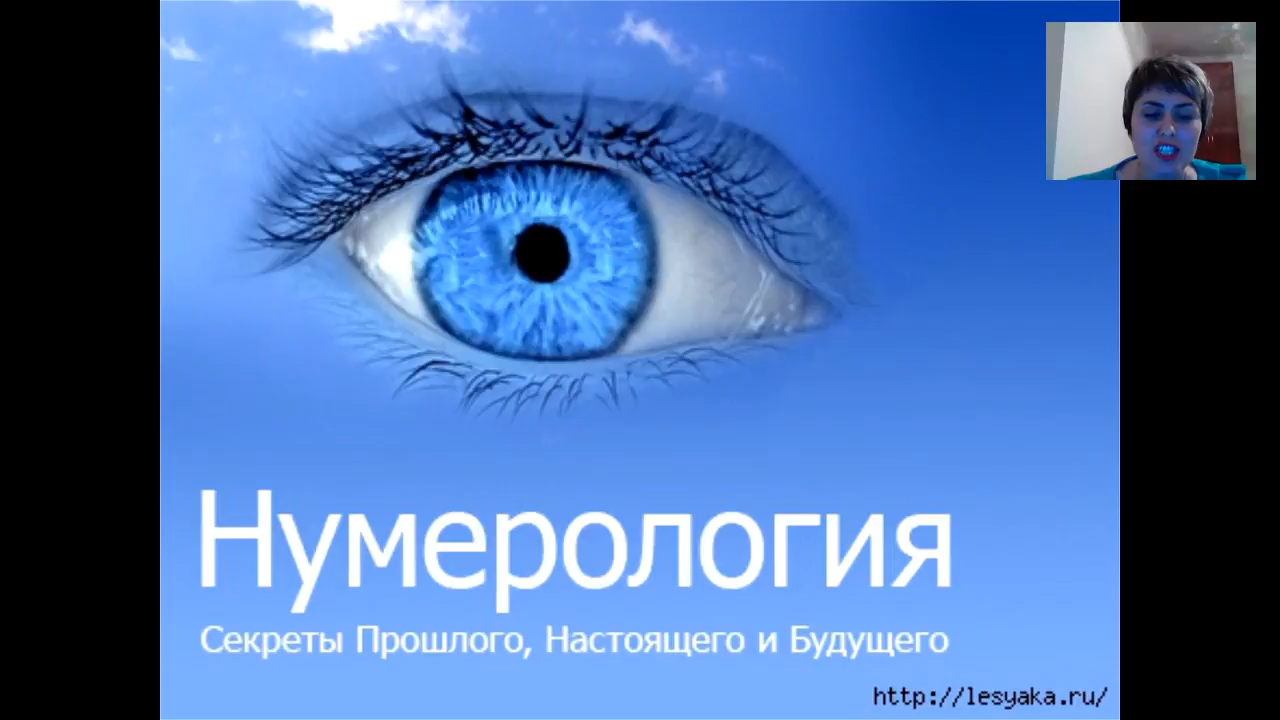 Нумерология
Секреты Прошлого, Настоящего и Будущего
http://lesyaka.ru/